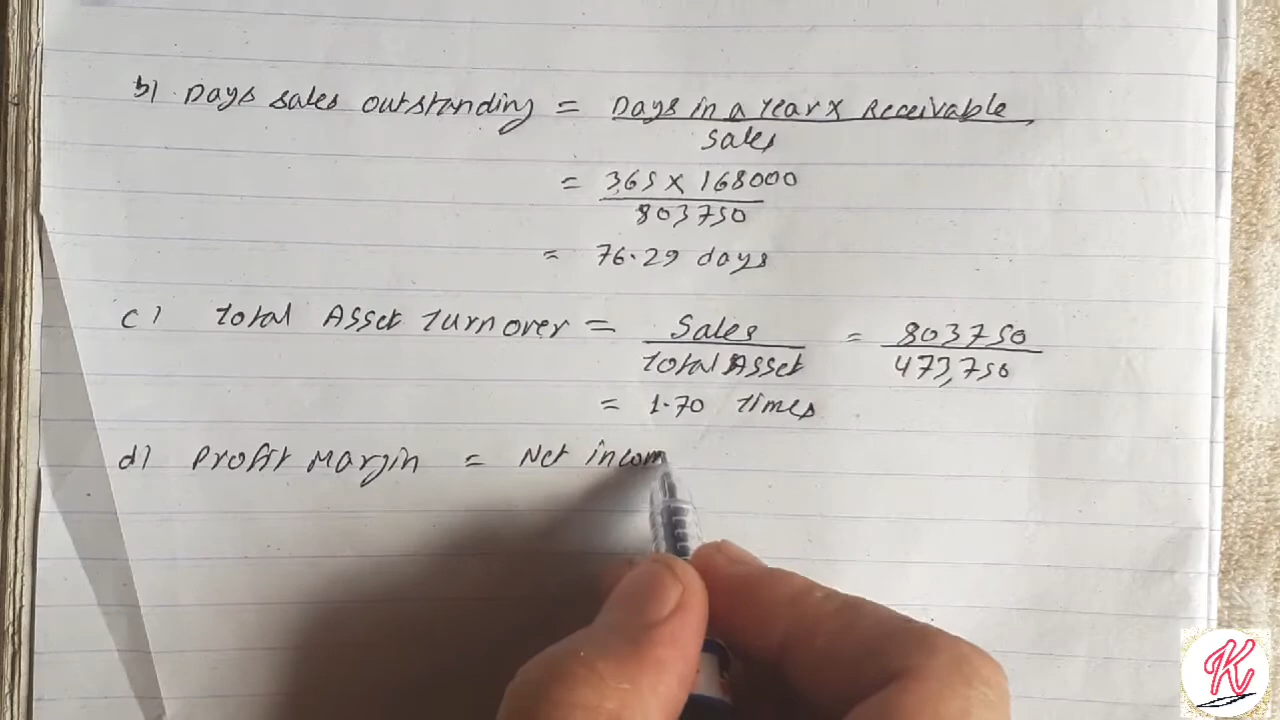 b) Days sales outstanding = Days in a Year x Receivable
Sales
= 365 x 168000
803750
= 76.29 days
c) Total Asset Turnover = Sales = 803750
Total Asset 473,750
= 1.70 Times
d) Profit Margin = Net incom
K